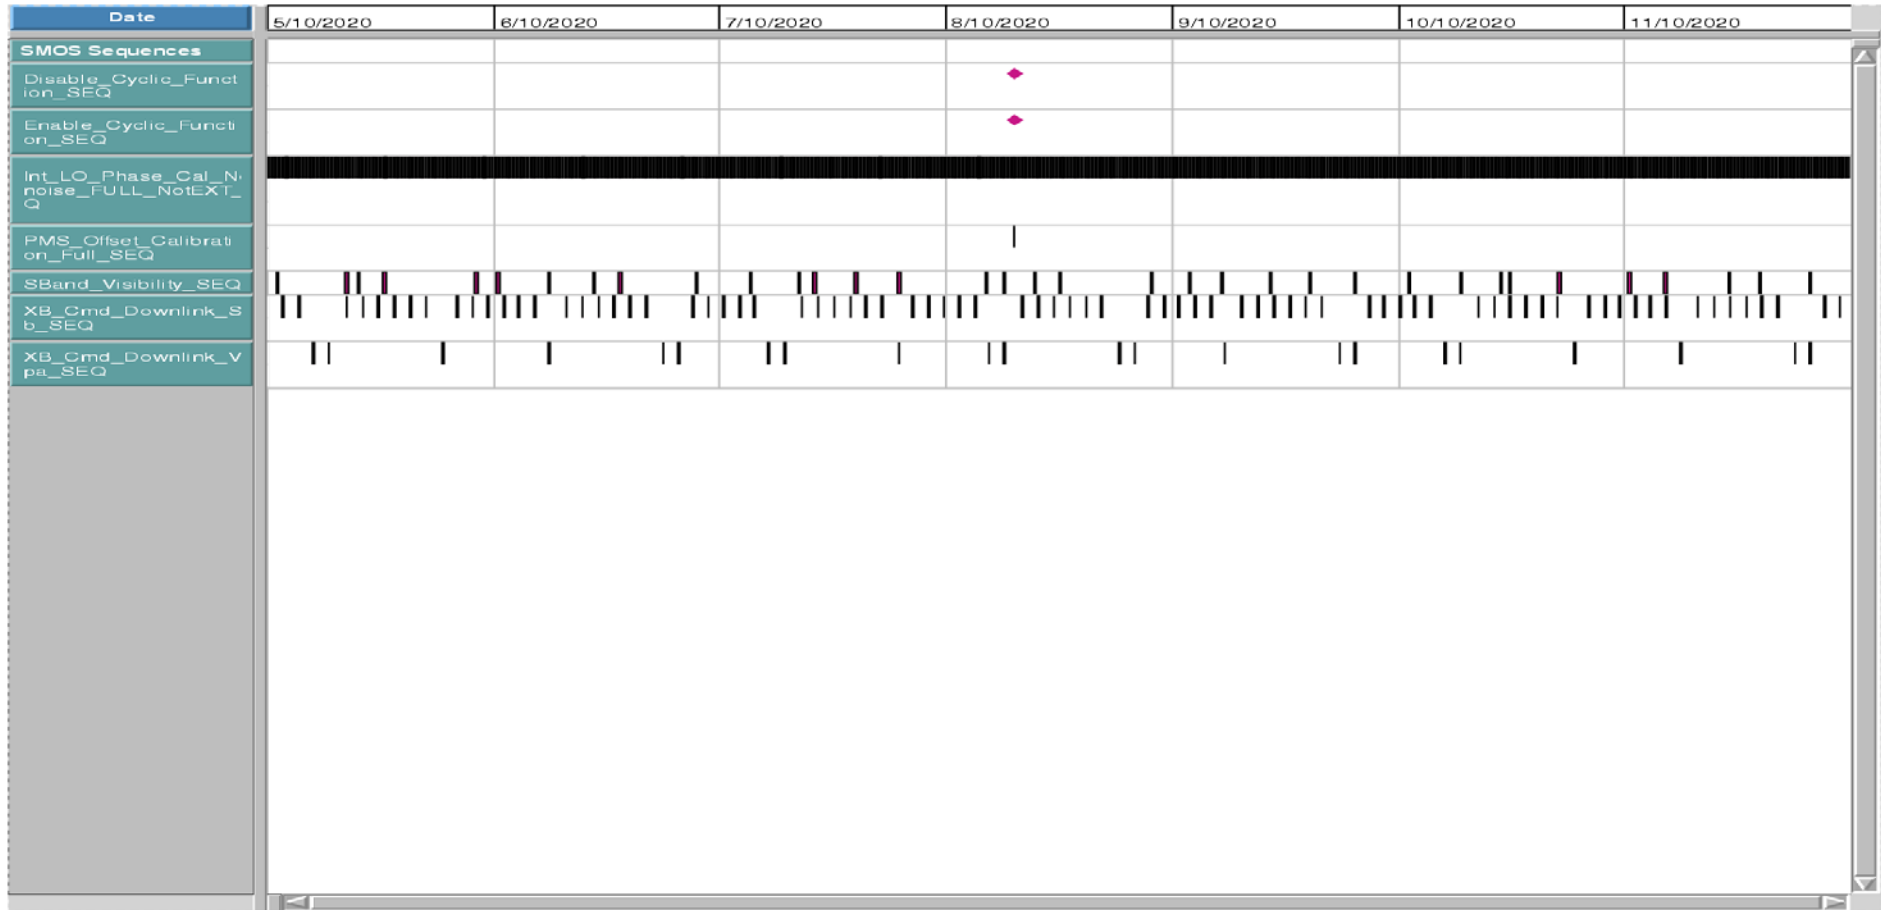 Date
5/10/2020 6/10/2020 7/10/2020 8/10/2020 9/10/2020 10/10/2020 11/10/2020
SMOS Sequences
Disable_Cyclic_Funct
ion_SEQ
Enable_Cyclic_Functi
on_SEQ
Int_LO_Phase_Cal_N
noise_FULL_NotEXT_
Q
PMS_Offset_Calibrati
on_Full_SEQ
SBand_Visibility_SEQ
XB_Cmd_Downlink_S
b_SEQ
XB_Cmd_Downlink_V
pa_SEQ